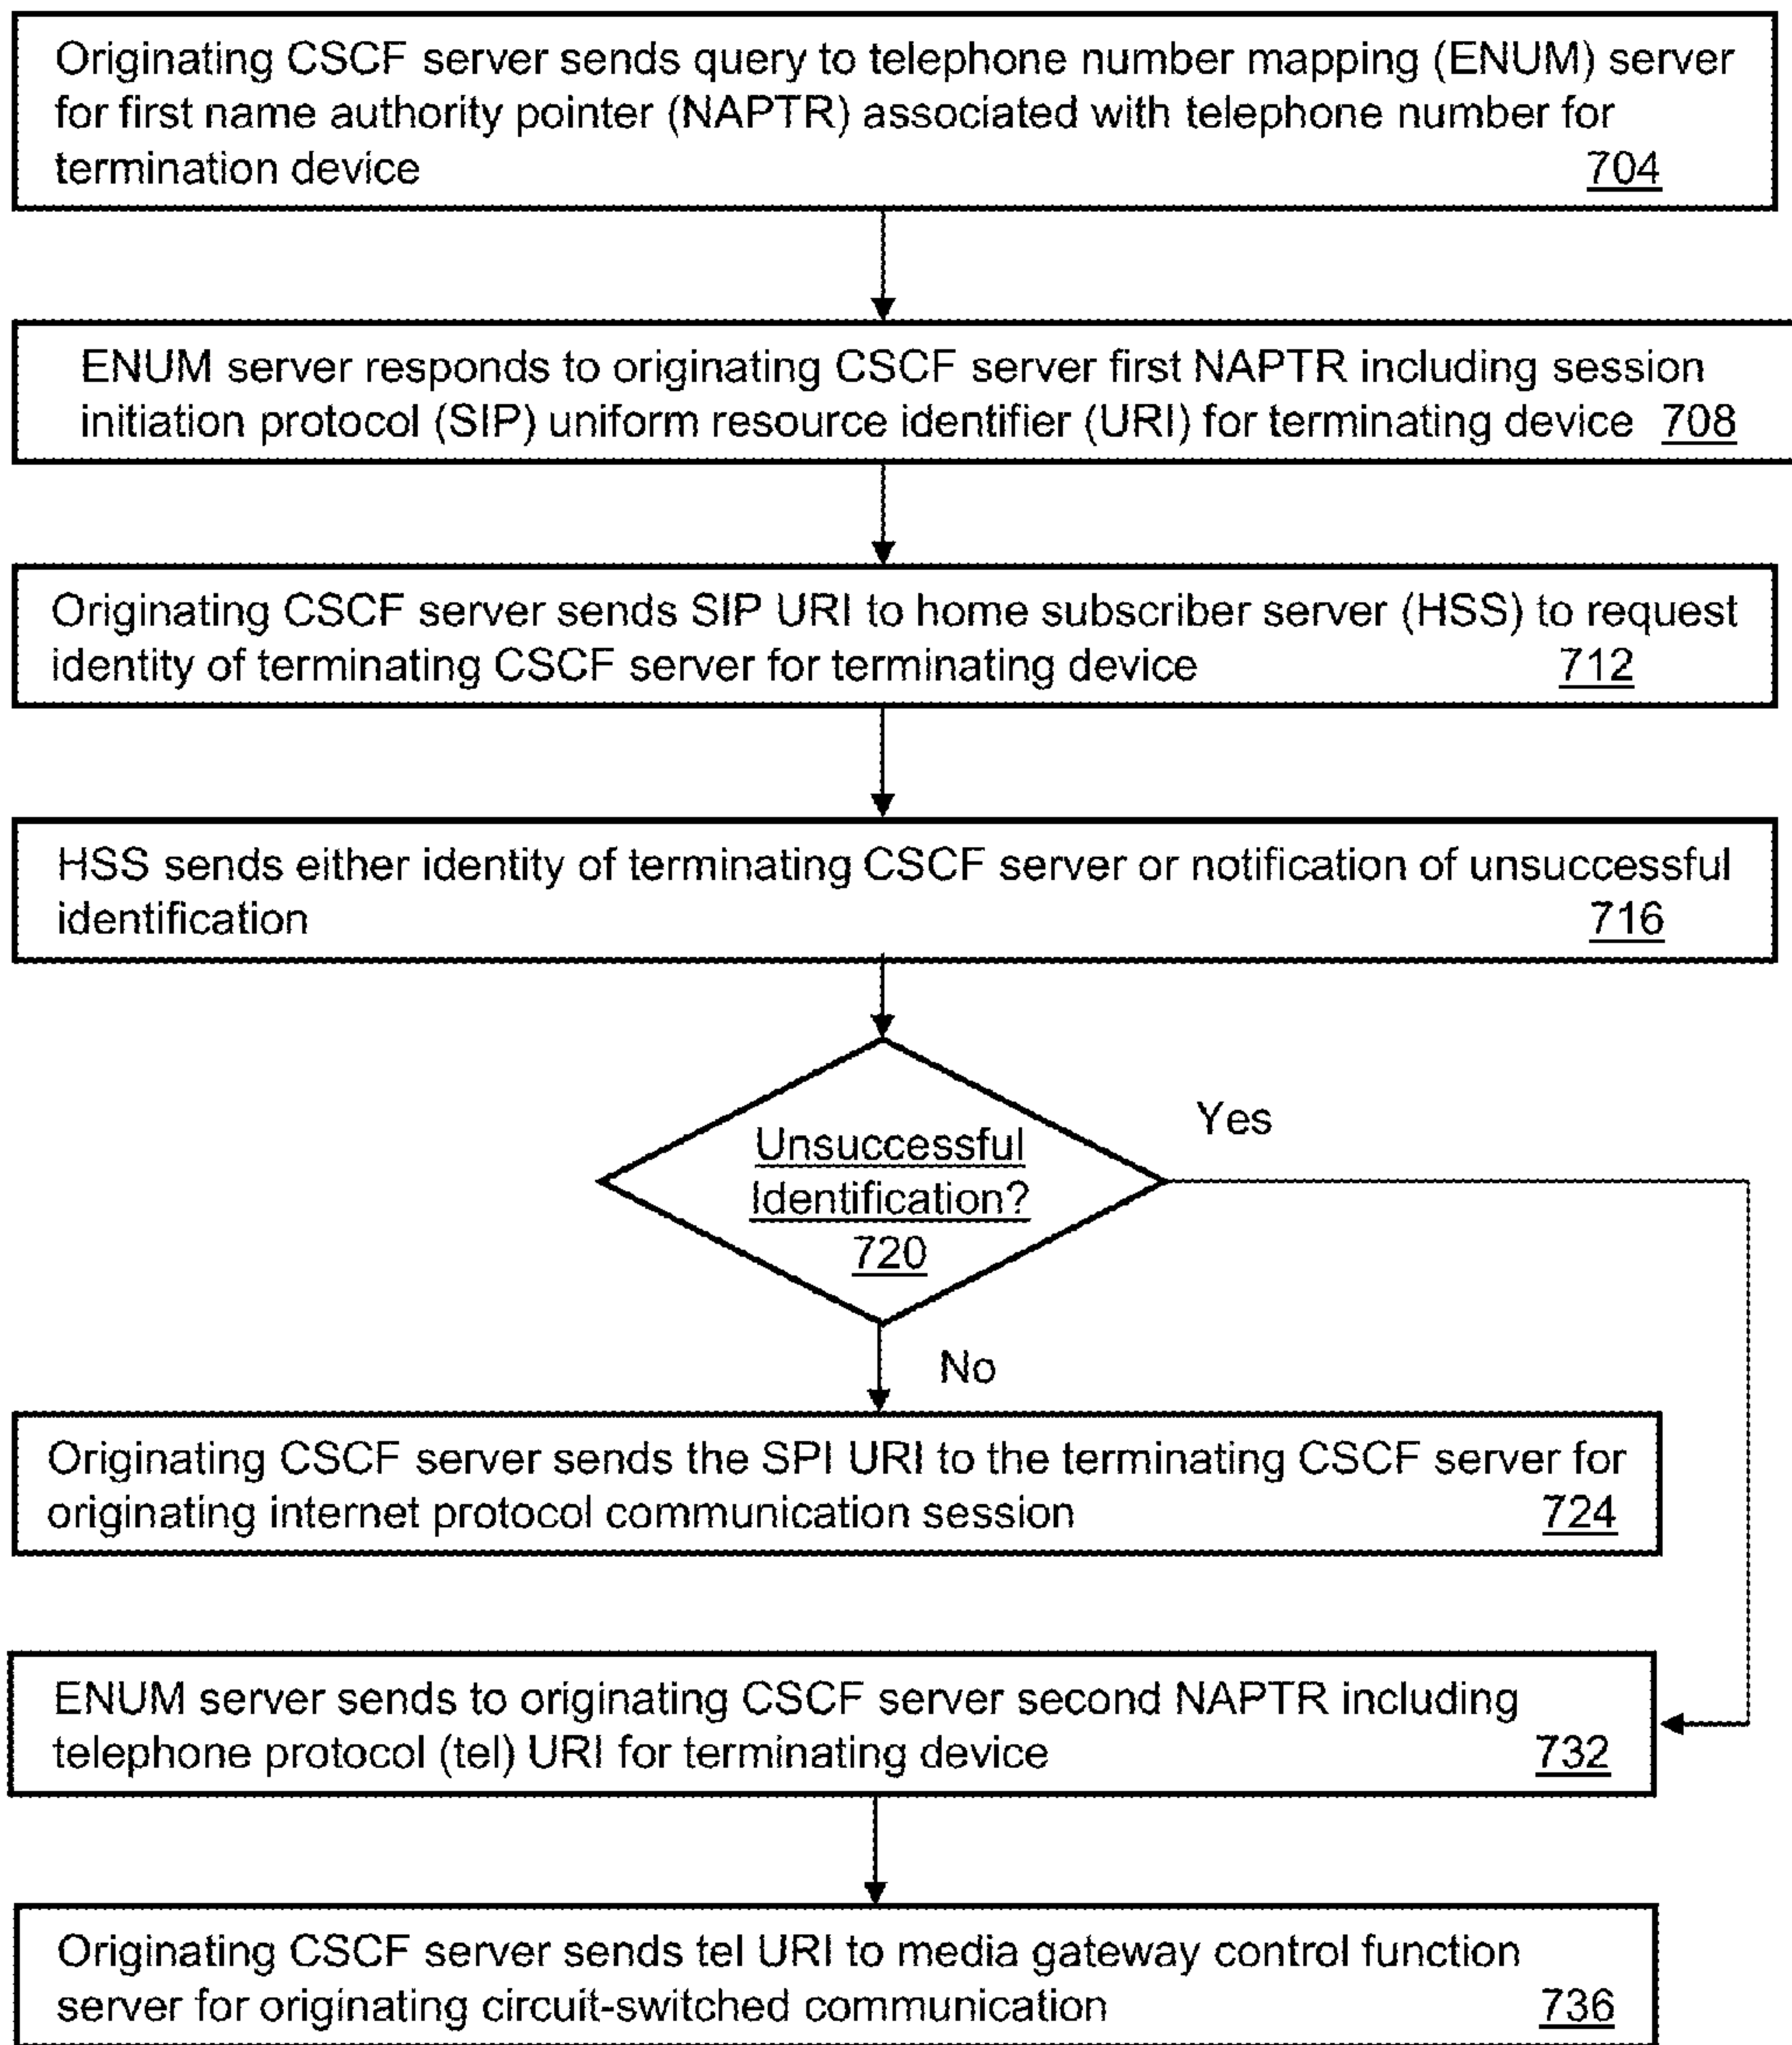 Originating CSCF server sends query to telephone number mapping (ENUM) server
for first name authority pointer (NAPTR) associated with telephone number for
termination device 704
ENUM server responds to originating CSCF server first NAPTR including session
initiation protocol (SIP) uniform resource identifier (URI) for terminating device 708
Originating CSCF server sends SIP URI to home subscriber server (HSS) to request
identity of terminating CSCF server for terminating device 712
HSS sends either identity of terminating CSCF server or notification of unsuccessful
identification 716
Yes
Unsuccessful
Identification?
720
No
Originating CSCF server sends the SPI URI to the terminating CSCF server for
originating internet protocol communication session 724
ENUM server sends to originating CSCF server second NAPTR including
telephone protocol (tel) URI for terminating device 732
Originating CSCF server sends tel URI to media gateway control function
server for originating circuit-switched communication 736